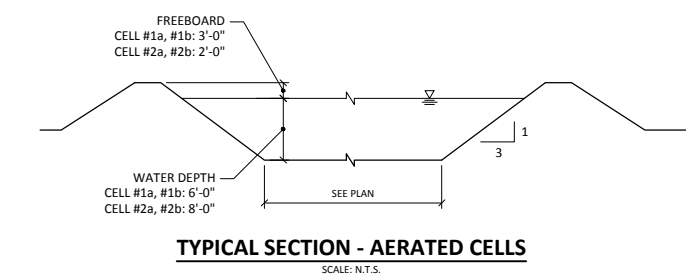 FREEBOARD
CELL #1a, #1b: 3'-0"
CELL #2a, #2b: 2'-0"
1
3
WATER DEPTH
CELL #1a, #1b: 6'-0"
CELL #2a, #2b: 8'-0"
SEE PLAN
TYPICAL SECTION - AERATED CELLS
SCALE: N.T.S.